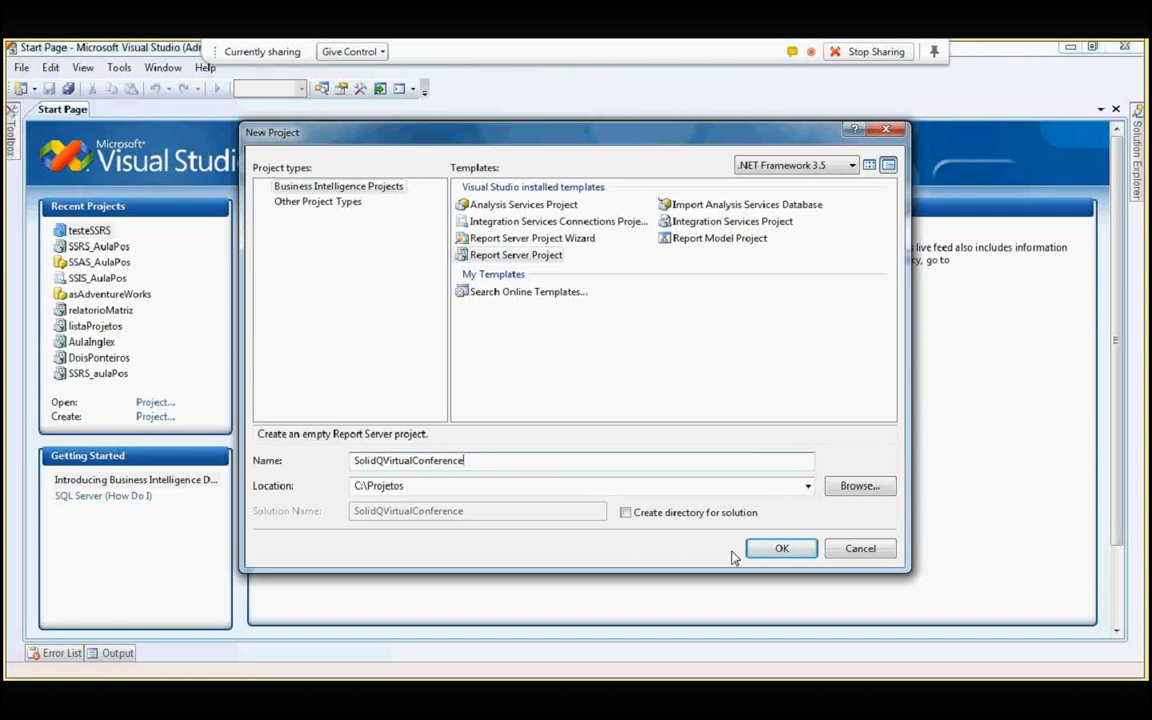 Start Page - Microsoft Visual Studio (Adr
Currently sharing
Give Control
Stop Sharing
File Edit View Tools Window Help
Start Page
Toolbox
Solution Explorer
Microsoft®
Visual Studi
Recent Projects
testeSSRS
SSRS_AulaPos
SSAS_AulaPos
SSIS_AulaPos
asAdventureWorks
relatorioMatriz
listaProjetos
AulaInglex
DoisPonteiros
SSRS_aulaPos
Open: Project...
Create: Project...
Getting Started
Introducing Business Intelligence D...
SQL Server (How Do I)
live feed also includes information
, go to
New Project
Project types:
Business Intelligence Projects
Other Project Types
Templates:
.NET Framework 3.5
Visual Studio installed templates
Analysis Services Project
Import Analysis Services Database
Integration Services Connections Proje...
Integration Services Project
Report Server Project Wizard
Report Model Project
Report Server Project
My Templates
Search Online Templates...
Create an empty Report Server project.
Name: SolidQVirtualConference
Location: C:\Projetos
Browse...
Solution Name: SolidQVirtualConference
Create directory for solution
OK
Cancel
Error List
Output